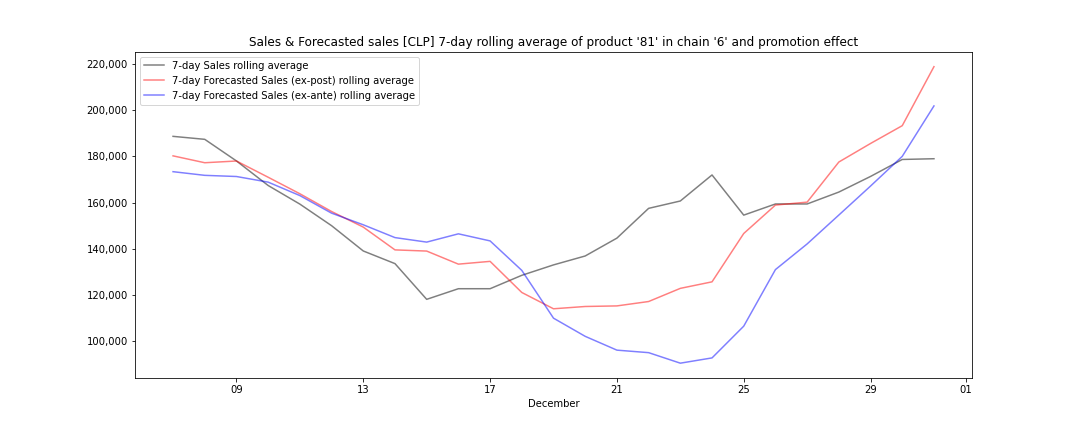 Sales & Forecasted sales [CLP] 7-day rolling average of product '81' in chain '6' and promotion effect
7-day Sales rolling average
7-day Forecasted Sales (ex-post) rolling average
7-day Forecasted Sales (ex-ante) rolling average
220,000
200,000
180,000
160,000
140,000
120,000
100,000
09 13 17 21 25 29 01
December